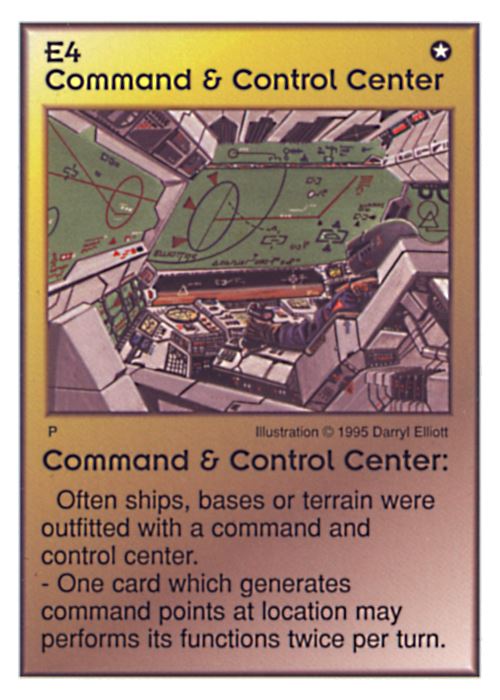 E4
Command & Control Center
P
Illustration © 1995 Darryl Elliott
Command & Control Center:
Often ships, bases or terrain were
outfitted with a command and
control center.
- One card which generates
command points at location may
performs its functions twice per turn.